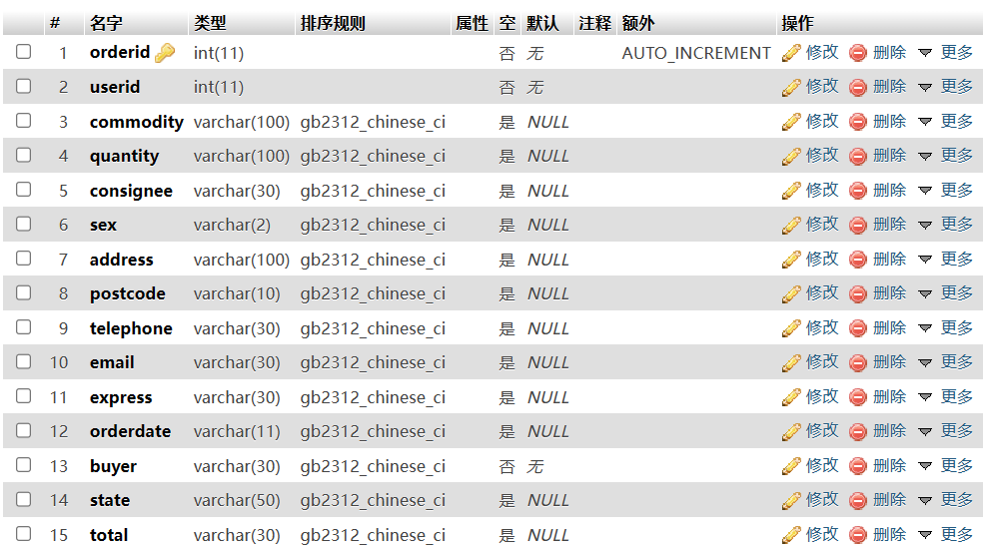 # 名字 类型 排序规则 属性 空 默认 注释 额外 操作
1 orderid int(11) 否 无 AUTO_INCREMENT 修改 删除 更多
2 userid int(11) 否 无 修改 删除 更多
3 commodity varchar(100) gb2312_chinese_ci 是 NULL 修改 删除 更多
4 quantity varchar(100) gb2312_chinese_ci 是 NULL 修改 删除 更多
5 consignee varchar(30) gb2312_chinese_ci 是 NULL 修改 删除 更多
6 sex varchar(2) gb2312_chinese_ci 是 NULL 修改 删除 更多
7 address varchar(100) gb2312_chinese_ci 是 NULL 修改 删除 更多
8 postcode varchar(10) gb2312_chinese_ci 是 NULL 修改 删除 更多
9 telephone varchar(30) gb2312_chinese_ci 是 NULL 修改 删除 更多
10 email varchar(30) gb2312_chinese_ci 是 NULL 修改 删除 更多
11 express varchar(30) gb2312_chinese_ci 是 NULL 修改 删除 更多
12 orderdate varchar(11) gb2312_chinese_ci 是 NULL 修改 删除 更多
13 buyer varchar(30) gb2312_chinese_ci 否 无 修改 删除 更多
14 state varchar(50) gb2312_chinese_ci 是 NULL 修改 删除 更多
15 total varchar(30) gb2312_chinese_ci 是 NULL 修改 删除 更多